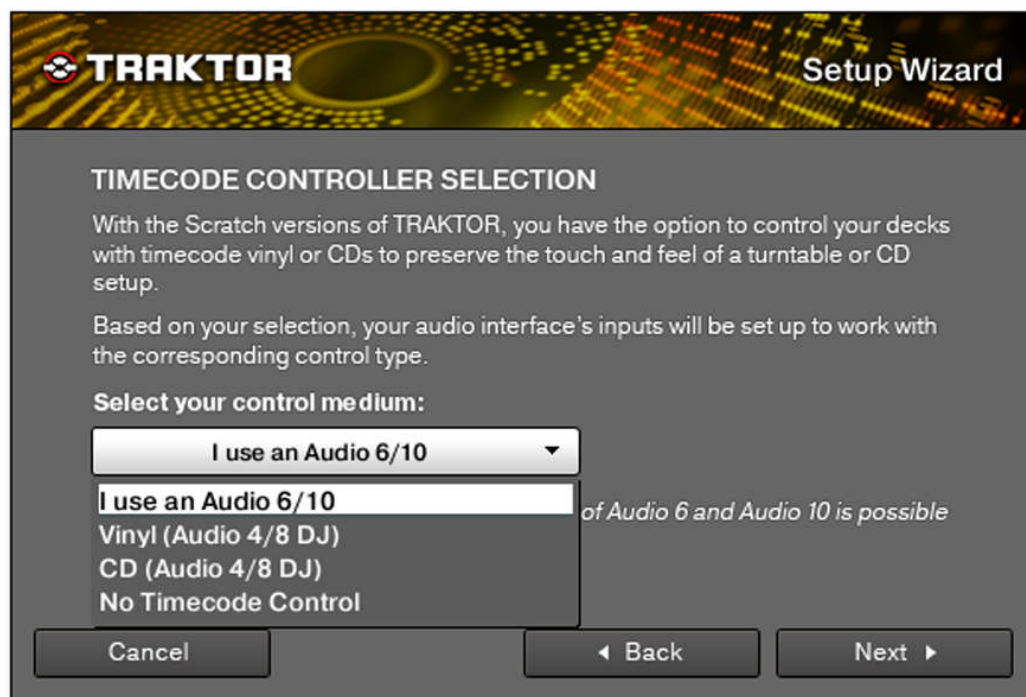 TRAKTOR
Setup Wizard
TIMECODE CONTROLLER SELECTION
With the Scratch versions of TRAKTOR, you have the option to control your decks
with timecode vinyl or CDs to preserve the touch and feel of a turntable or CD
setup.
Based on your selection, your audio interface's inputs will be set up to work with
the corresponding control type.
Select your control medium:
I use an Audio 6/10
I use an Audio 6/10
of Audio 6 and Audio 10 is possible
Vinyl (Audio 4/8 DJ)
CD (Audio 4/8 DJ)
No Timecode Control
Cancel
Back
Next